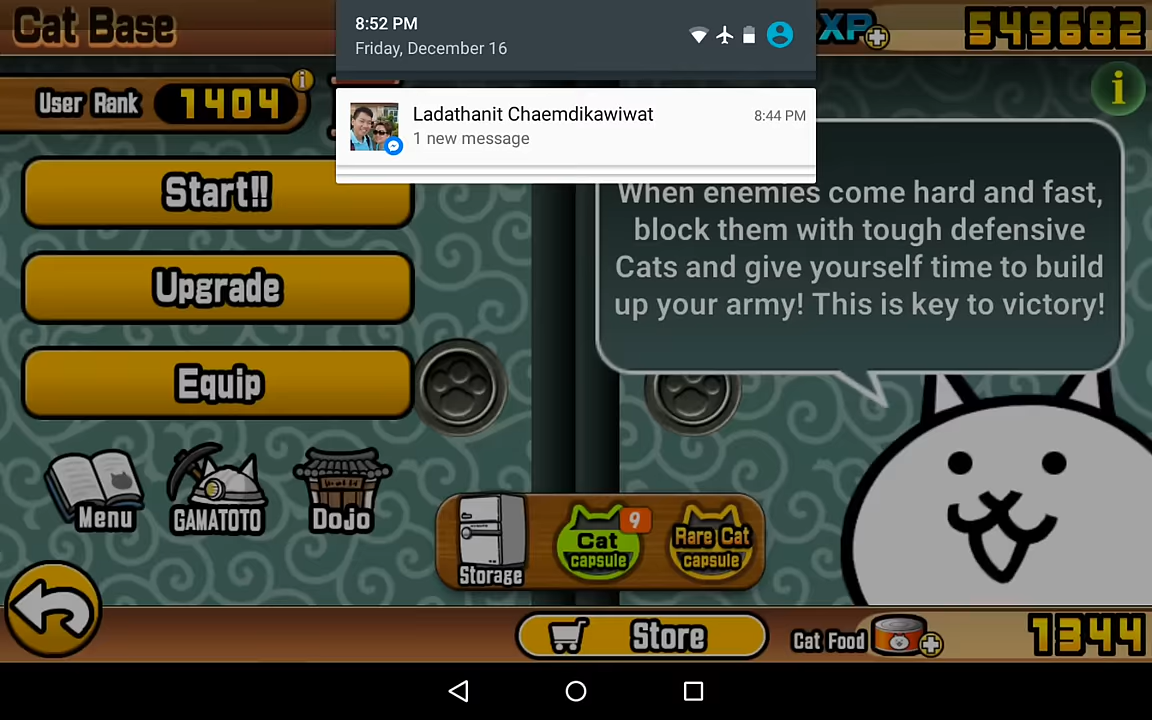 Cat Base
8:52 PM
Friday, December 16
XP
549682
User Rank 1404
i
i
Ladathanit Chaemdikawiwat
8:44 PM
1 new message
Start!!
When enemies come hard and fast,
block them with tough defensive
Cats and give yourself time to build
up your army! This is key to victory!
Upgrade
Equip
Menu
GAMATOTO
DoJo
Storage
Cat
capsule
9
Rare Cat
capsule
Store
Cat Food
1344